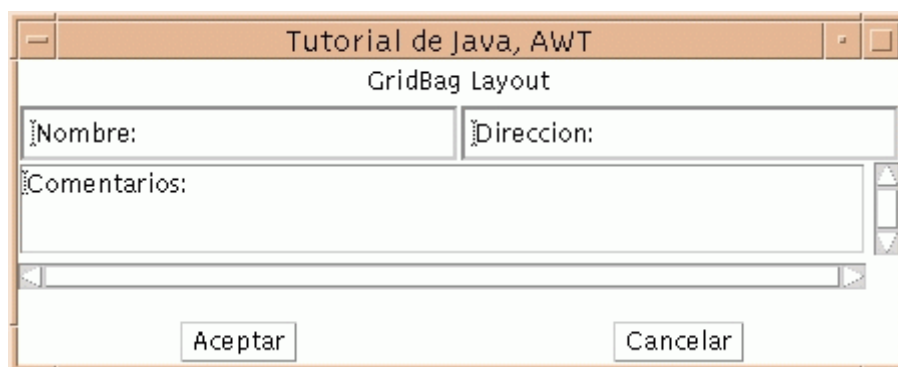 Tutorial de Java, AWT
GridBag Layout
Nombre: Direccion:
Comentarios:
Aceptar Cancelar